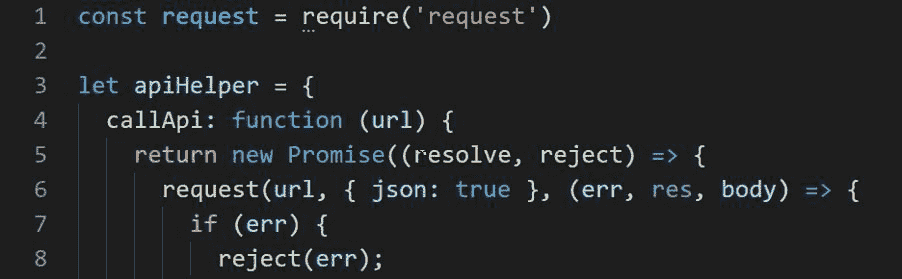 1 const request = require('request')
2
3 let apiHelper = {
4 callApi: function (url) {
5 return new Promise((resolve, reject) => {
6 request(url, { json: true }, (err, res, body) => {
7 if (err) {
8 reject(err);